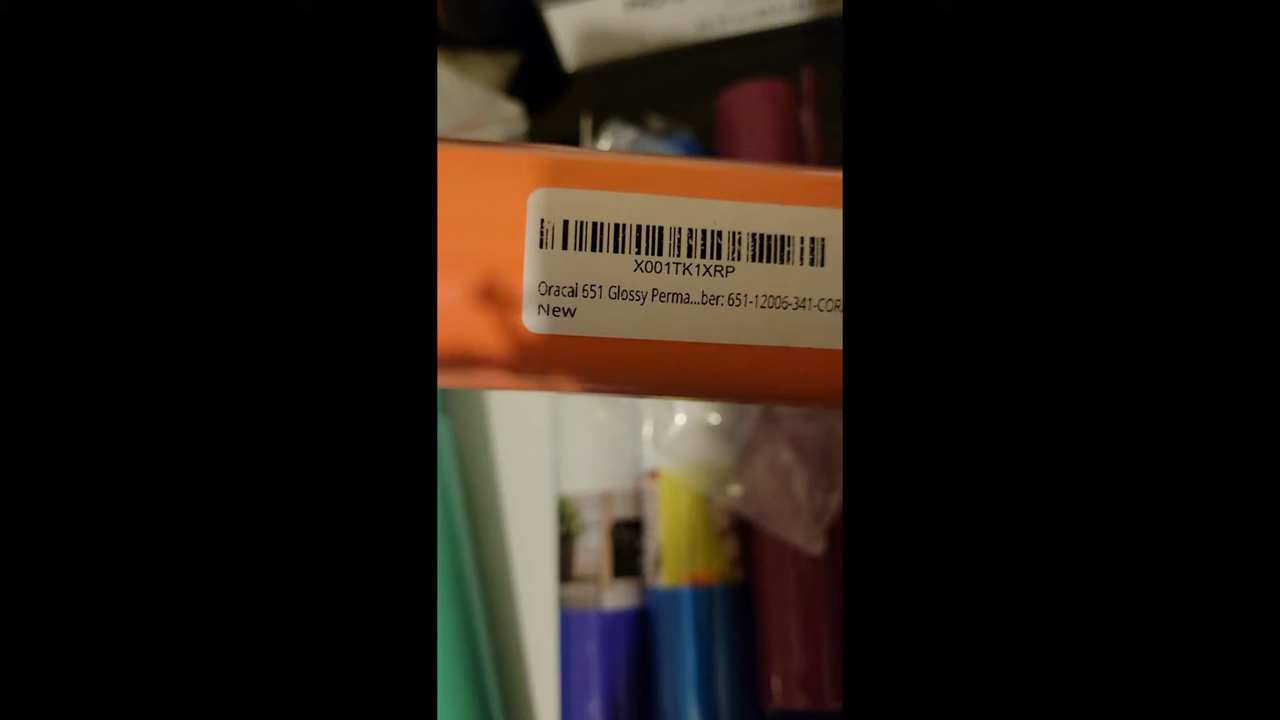 X001TK1XRP
Oracal 651 Glossy Perma...ber: 651-12006-341-COR
New